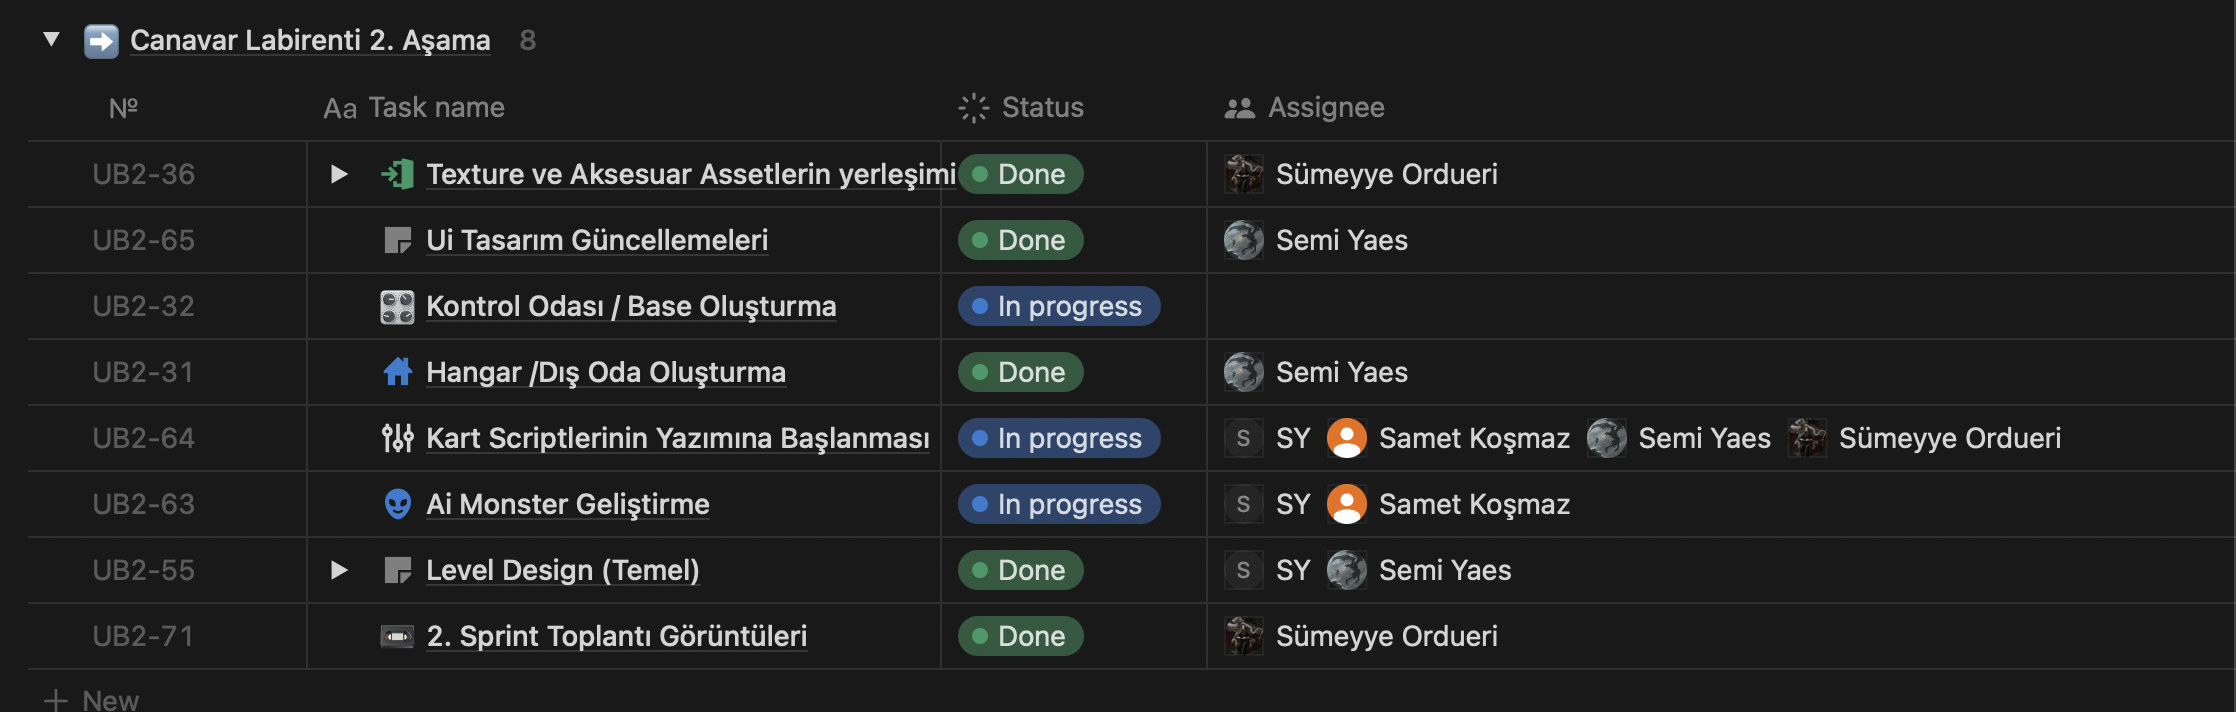 Canavar Labirenti 2. Aşama 8
№ Aa Task name Status Assignee
UB2-36 Texture ve Aksesuar Assetlerin yerleşimi Done Sümeyye Ordueri
UB2-65 Ui Tasarım Güncellemeleri Done Semi Yaes
UB2-32 Kontrol Odası / Base Oluşturma In progress
UB2-31 Hangar /Dış Oda Oluşturma Done Semi Yaes
UB2-64 Kart Scriptlerinin Yazımına Başlanması In progress S SY Samet Koşmaz Semi Yaes Sümeyye Ordueri
UB2-63 Ai Monster Geliştirme In progress S SY Samet Koşmaz
UB2-55 Level Design (Temel) Done S SY Semi Yaes
UB2-71 2. Sprint Toplantı Görüntüleri Done Sümeyye Ordueri
+ New